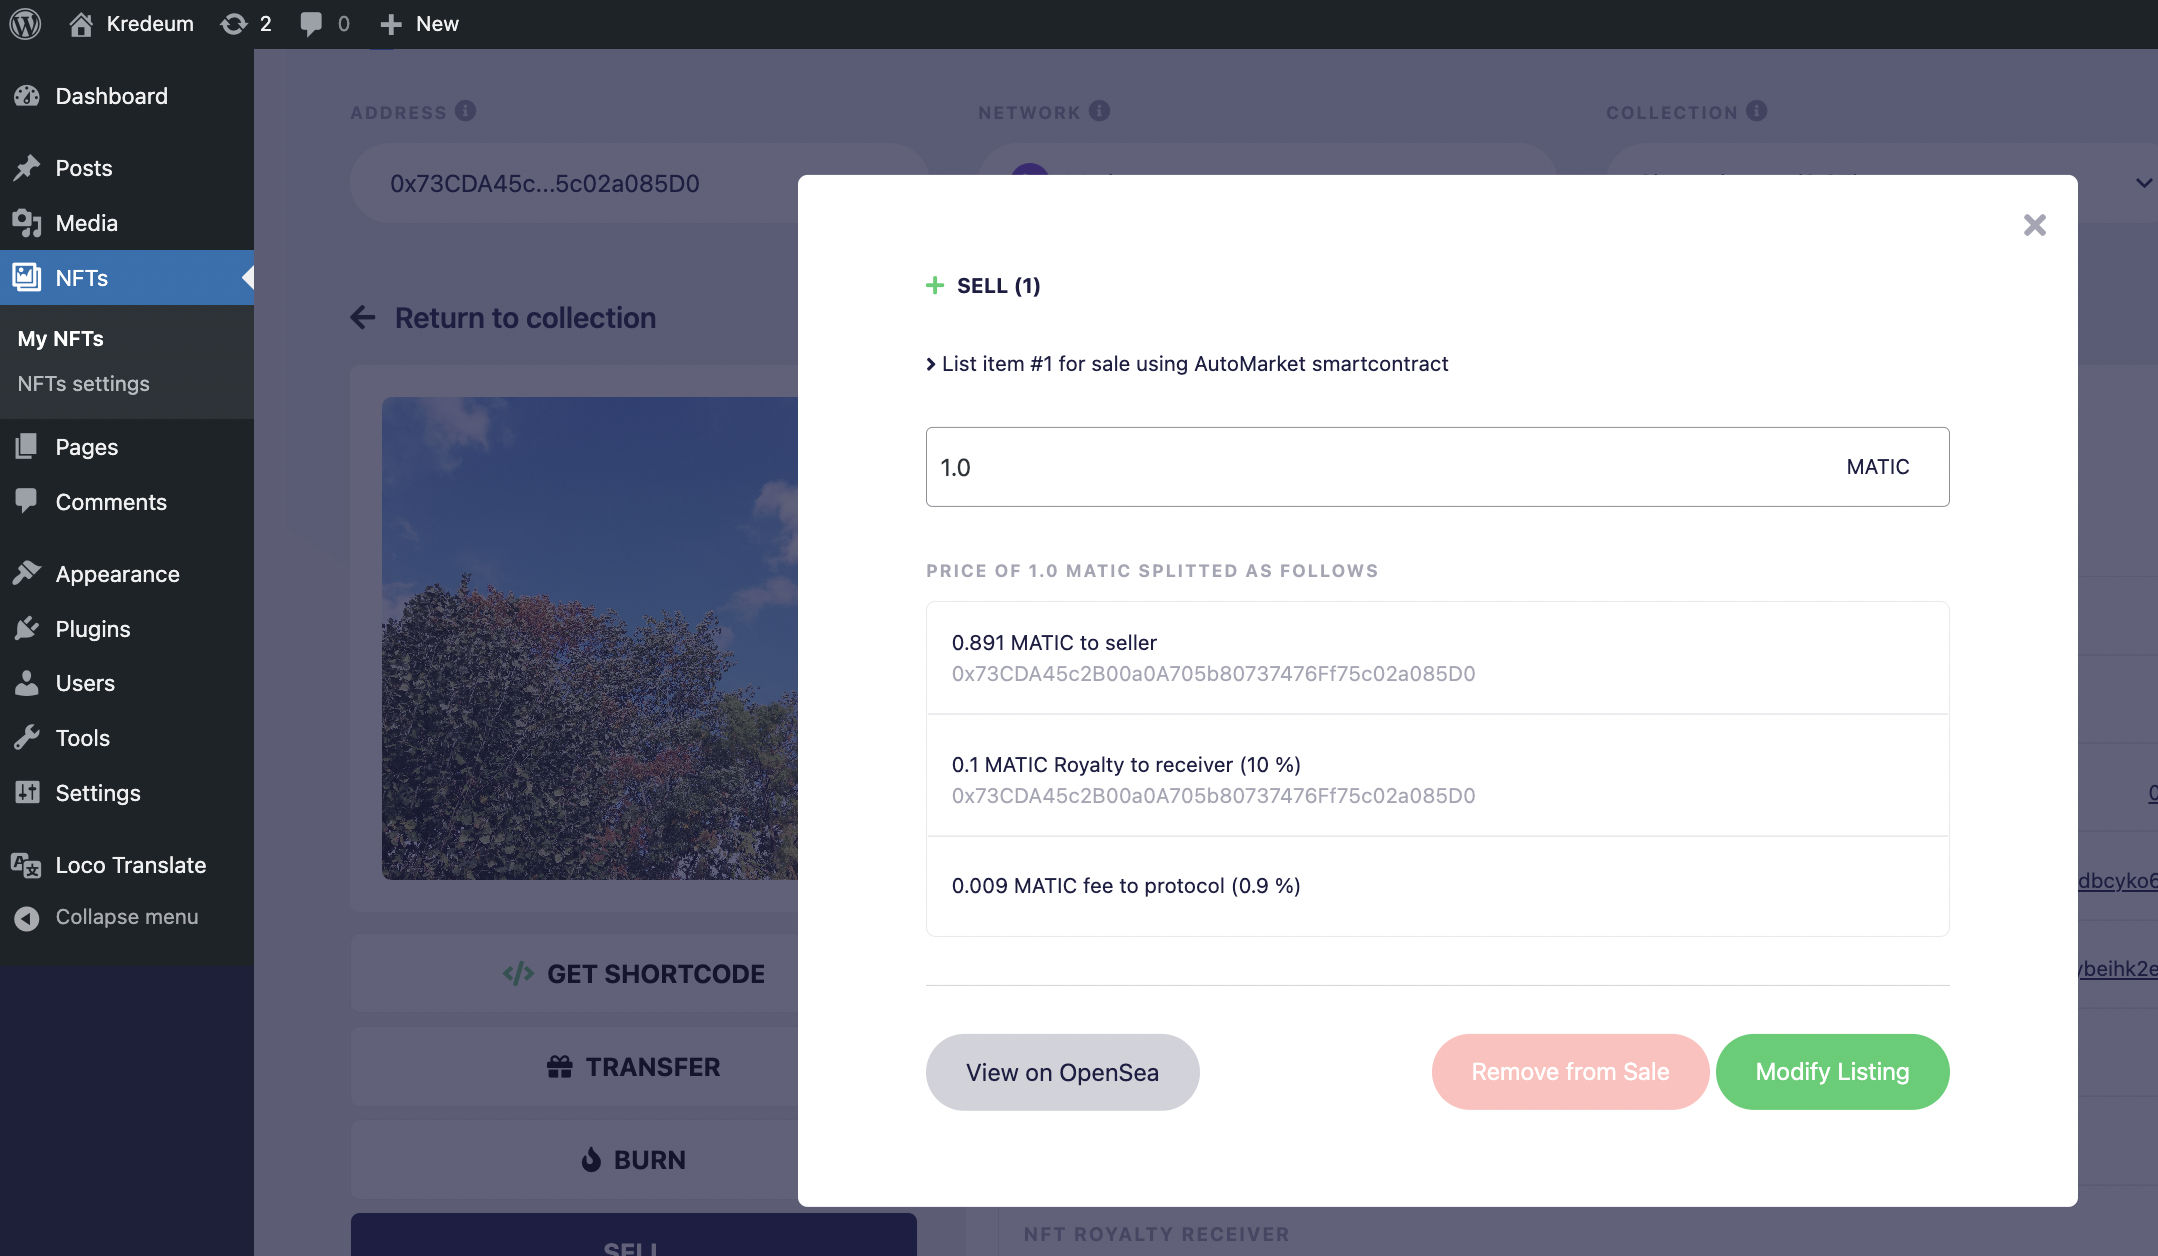 Kredeum
2
0
New
Dashboard
Posts
Media
NFTs
My NFTs
NFTs settings
Pages
Comments
Appearance
Plugins
Users
Tools
Settings
Loco Translate
Collapse menu
ADDRESS
NETWORK
COLLECTION
0x73CDA45c...5c02a085D0
Return to collection
GET SHORTCODE
TRANSFER
BURN
SELL
SELL (1)
List item #1 for sale using AutoMarket smartcontract
1.0 MATIC
PRICE OF 1.0 MATIC SPLITTED AS FOLLOWS
0.891 MATIC to seller
0x73CDA45c2B00a0A705b80737476Ff75c02a085D0
0.1 MATIC Royalty to receiver (10 %)
0x73CDA45c2B00a0A705b80737476Ff75c02a085D0
0.009 MATIC fee to protocol (0.9 %)
View on OpenSea
Remove from Sale
Modify Listing
dbcyko6
ybeihk2e
NFT ROYALTY RECEIVER